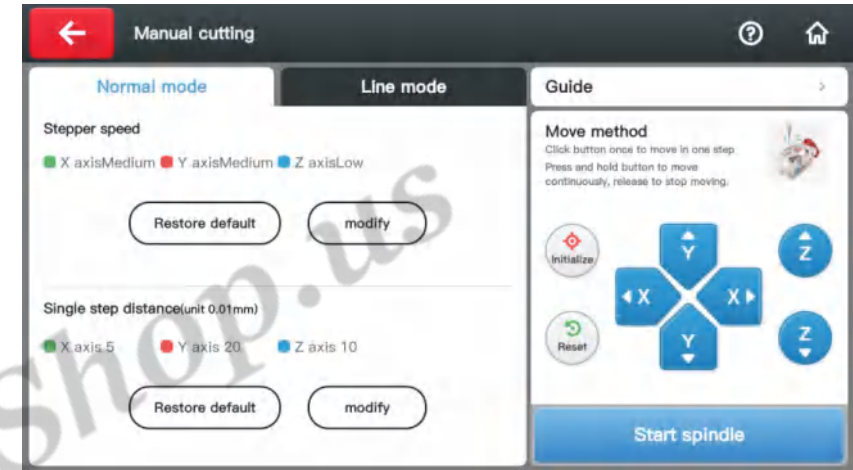 Manual cutting
Normal mode
Line mode
Stepper speed
X axisMedium Y axisMedium Z axisLow
Restore default
modify
Single step distance(unit 0.01mm)
X axis 5 Y axis 20 Z axis 10
Restore default
modify
Guide
Move method
Click button once to move in one step
Press and hold button to move
continuously, release to stop moving.
Initialize
Y
Z
X X
Reset
Y
Z
Start spindle
shop.us